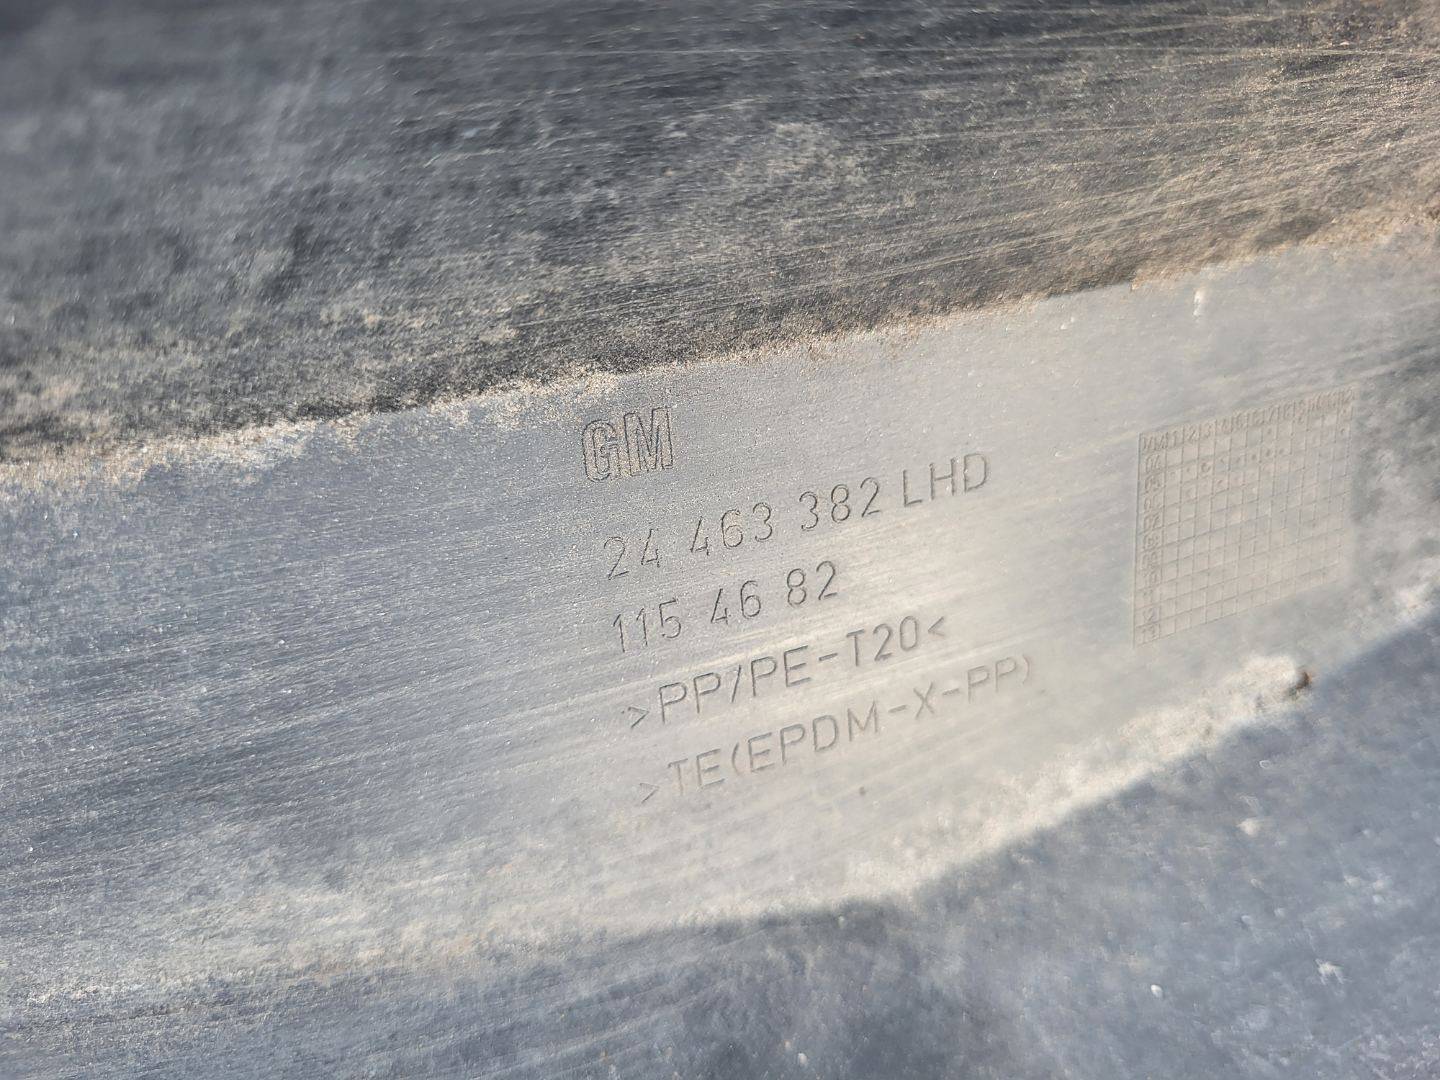 GM
24 463 382 LHD
115 46 82
>PP/PE-T20<
>TE(EPDM-X-PP)